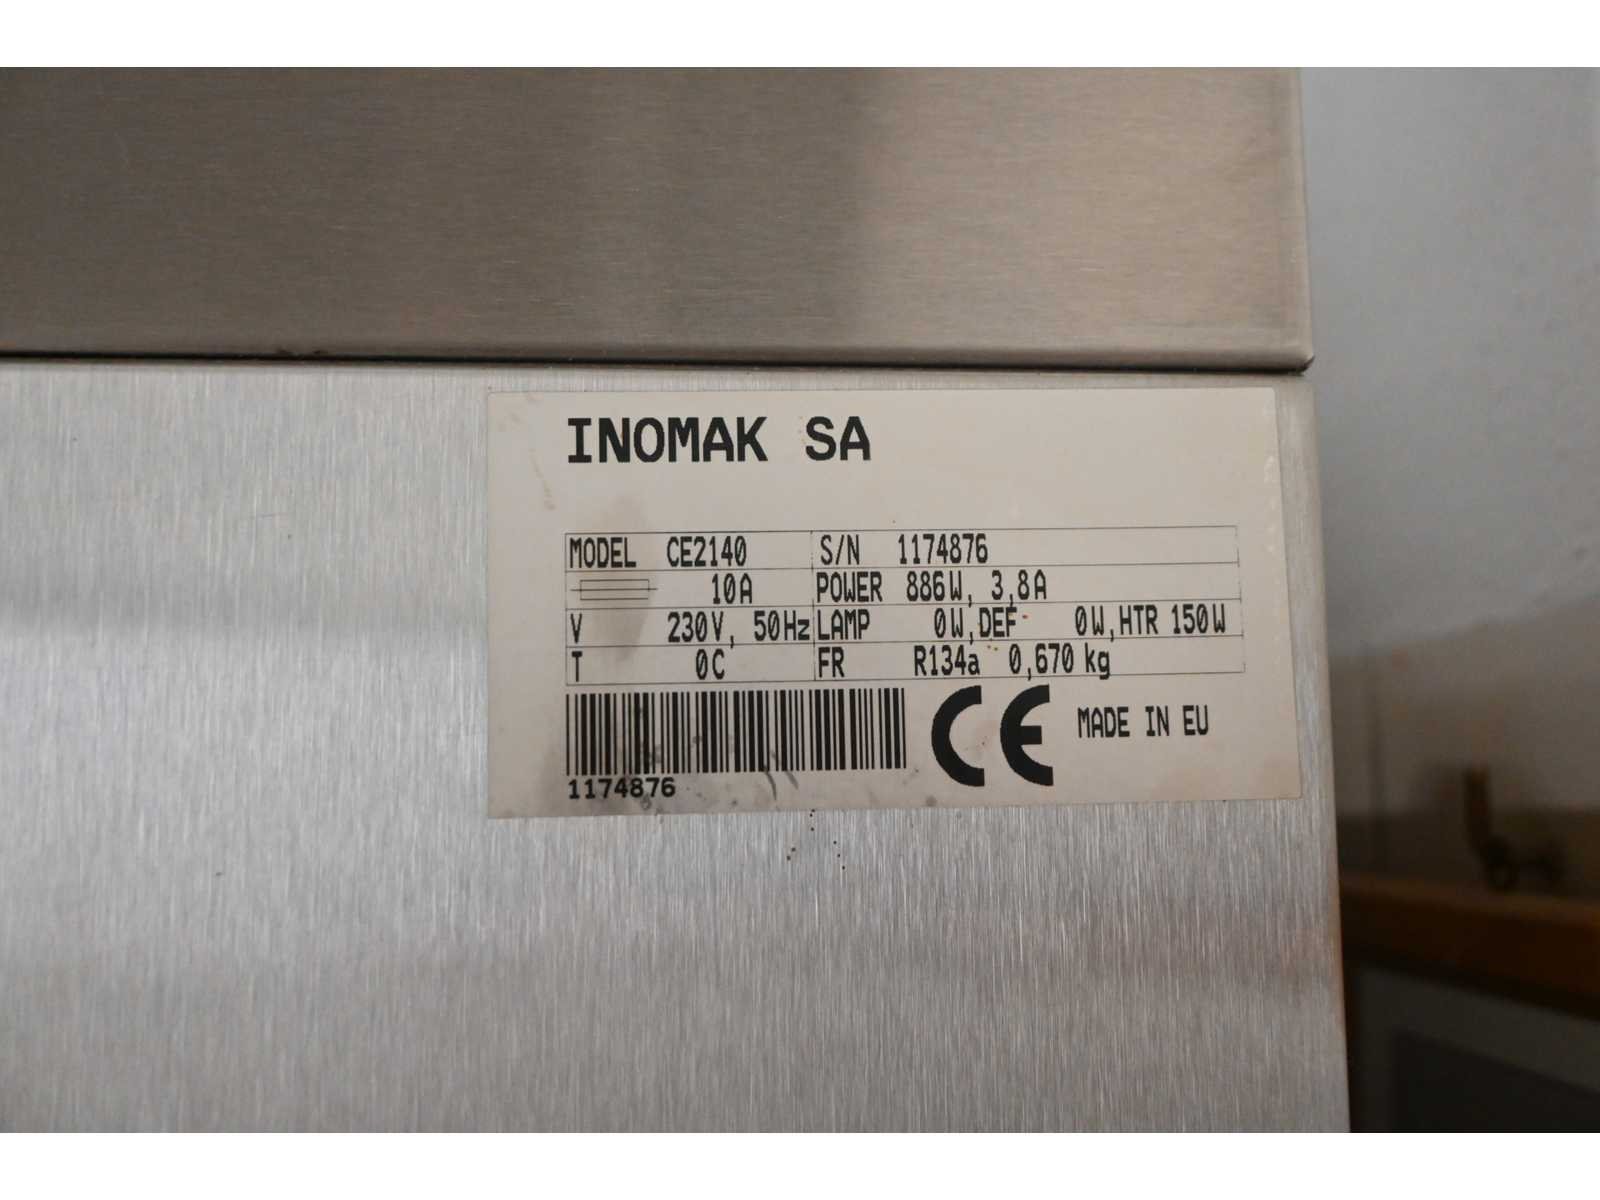 INOMAK SA
MODEL CE2140 S/N 1174876
10A POWER 886W, 3,8A
V 230V, 50Hz LAMP 0W, DEF 0W, HTR 150W
T 0C FR R134a 0,670 kg
CE MADE IN EU
1174876